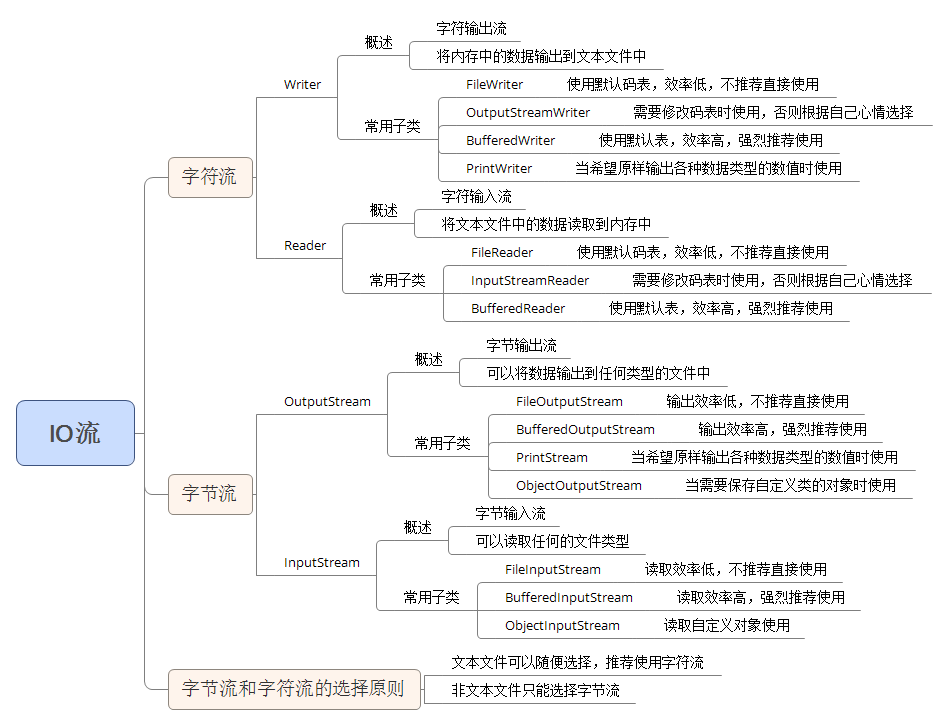 IO流
字符流
Writer
概述
字符输出流
将内存中的数据输出到文本文件中
常用子类
FileWriter 使用默认码表，效率低，不推荐直接使用
OutputStreamWriter 需要修改码表时使用，否则根据自己心情选择
BufferedWriter 使用默认表，效率高，强烈推荐使用
PrintWriter 当希望原样输出各种数据类型的数值时使用
Reader
概述
字符输入流
将文本文件中的数据读取到内存中
常用子类
FileReader 使用默认码表，效率低，不推荐直接使用
InputStreamReader 需要修改码表时使用，否则根据自己心情选择
BufferedReader 使用默认表，效率高，强烈推荐使用
字节流
OutputStream
概述
字节输出流
可以将数据输出到任何类型的文件中
常用子类
FileOutputStream 输出效率低，不推荐直接使用
BufferedOutputStream 输出效率高，强烈推荐使用
PrintStream 当希望原样输出各种数据类型的数值时使用
ObjectOutputStream 当需要保存自定义类的对象时使用
InputStream
概述
字节输入流
可以读取任何的文件类型
常用子类
FileInputStream 读取效率低，不推荐直接使用
BufferedInputStream 读取效率高，强烈推荐使用
ObjectInputStream 读取自定义对象使用
字节流和字符流的选择原则
文本文件可以随便选择，推荐使用字符流
非文本文件只能选择字节流